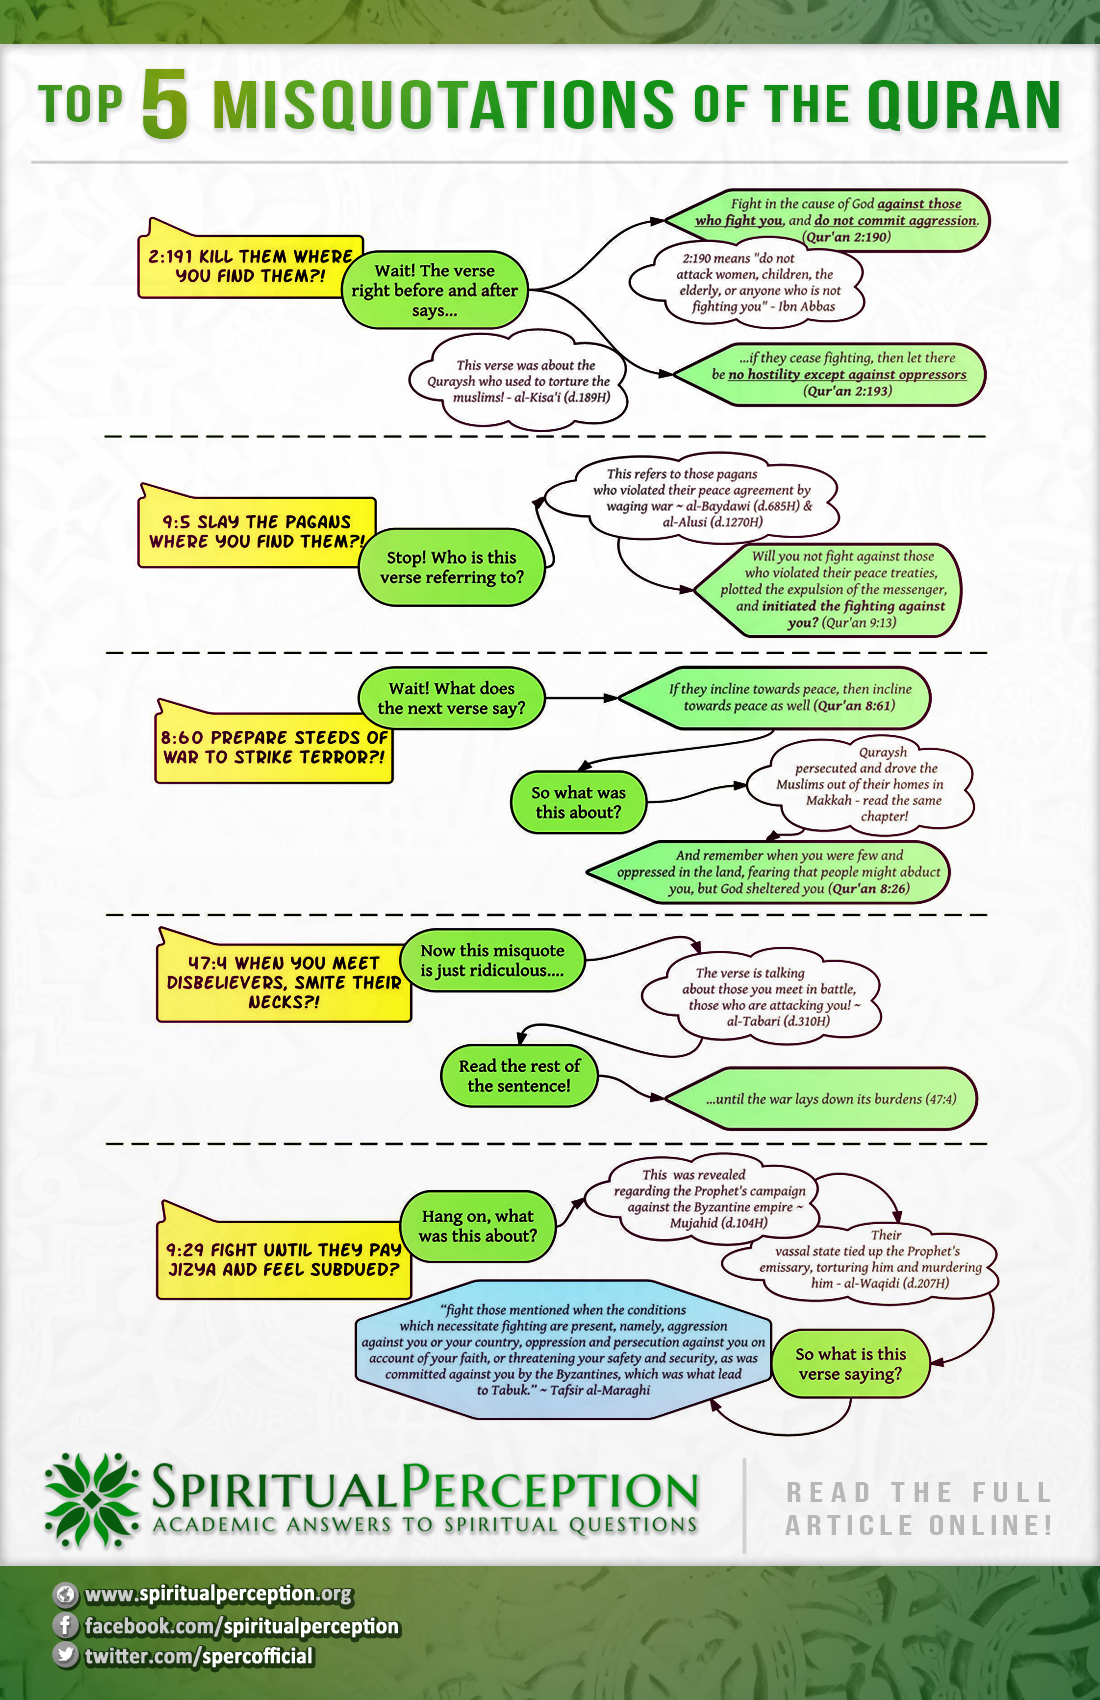 TOP 5 MISQUOTATIONS OF THE QURAN
2:191 KILL THEM WHERE
YOU FIND THEM?!
Wait! The verse
right before and after
says...
Fight in the cause of God against those
who fight you, and do not commit aggression.
(Qur'an 2:190)
2:190 means "do not
attack women, children, the
elderly, or anyone who is not
fighting you" - Ibn Abbas
This verse was about the
Quraysh who used to torture the
muslims! - al-Kisa'i (d.189H)
...if they cease fighting, then let there
be no hostility except against oppressors
(Qur'an 2:193)
9:5 SLAY THE PAGANS
WHERE YOU FIND THEM?!
Stop! Who is this
verse referring to?
This refers to those pagans
who violated their peace agreement by
waging war ~ al-Baydawi (d.685H) &
al-Alusi (d.1270H)
Will you not fight against those
who violated their peace treaties,
plotted the expulsion of the messenger,
and initiated the fighting against
you? (Qur'an 9:13)
8:60 PREPARE STEEDS OF
WAR TO STRIKE TERROR?!
Wait! What does
the next verse say?
If they incline towards peace, then incline
towards peace as well (Qur'an 8:61)
So what was
this about?
Quraysh
persecuted and drove the
Muslims out of their homes in
Makkah - read the same
chapter!
And remember when you were few and
oppressed in the land, fearing that people might abduct
you, but God sheltered you (Qur'an 8:26)
47:4 WHEN YOU MEET
DISBELIEVERS, SMITE THEIR
NECKS?!
Now this misquote
is just ridiculous....
The verse is talking
about those you meet in battle,
those who are attacking you! ~
al-Tabari (d.310H)
Read the rest of
the sentence!
...until the war lays down its burdens (47:4)
9:29 FIGHT UNTIL THEY PAY
JIZYA AND FEEL SUBDUED?
Hang on, what
was this about?
This was revealed
regarding the Prophet's campaign
against the Byzantine empire ~
Mujahid (d.104H)
Their
vassal state tied up the Prophet's
emissary, torturing him and murdering
him - al-Waqidi (d.207H)
So what is this
verse saying?
"fight those mentioned when the conditions
which necessitate fighting are present, namely, aggression
against you or your country, oppression and persecution against you on
account of your faith, or threatening your safety and security, as was
committed against you by the Byzantines, which was what lead
to Tabuk." ~ Tafsir al-Maraghi
SPIRITUALPERCEPTION
ACADEMIC ANSWERS TO SPIRITUAL QUESTIONS
READ THE FULL
ARTICLE ONLINE!
www.spiritualperception.org
facebook.com/spiritualperception
twitter.com/spercofficial